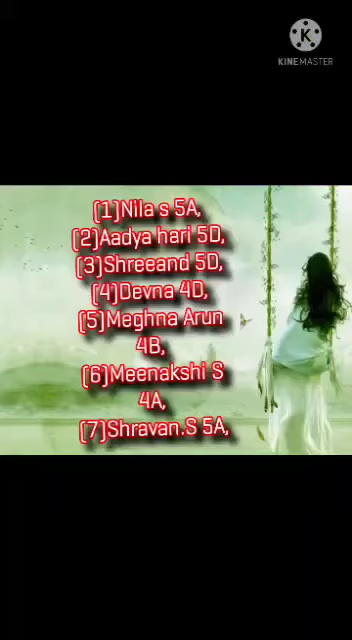 K
KINEMASTER
(1)Nila s 5A,
(2)Aadya hari 5D,
(3)Shreeand 5D,
(4)Devna 4D,
(5)Meghna Arun
4B,
(6)Meenakshi S
4A,
(7)Shravan.S 5A,